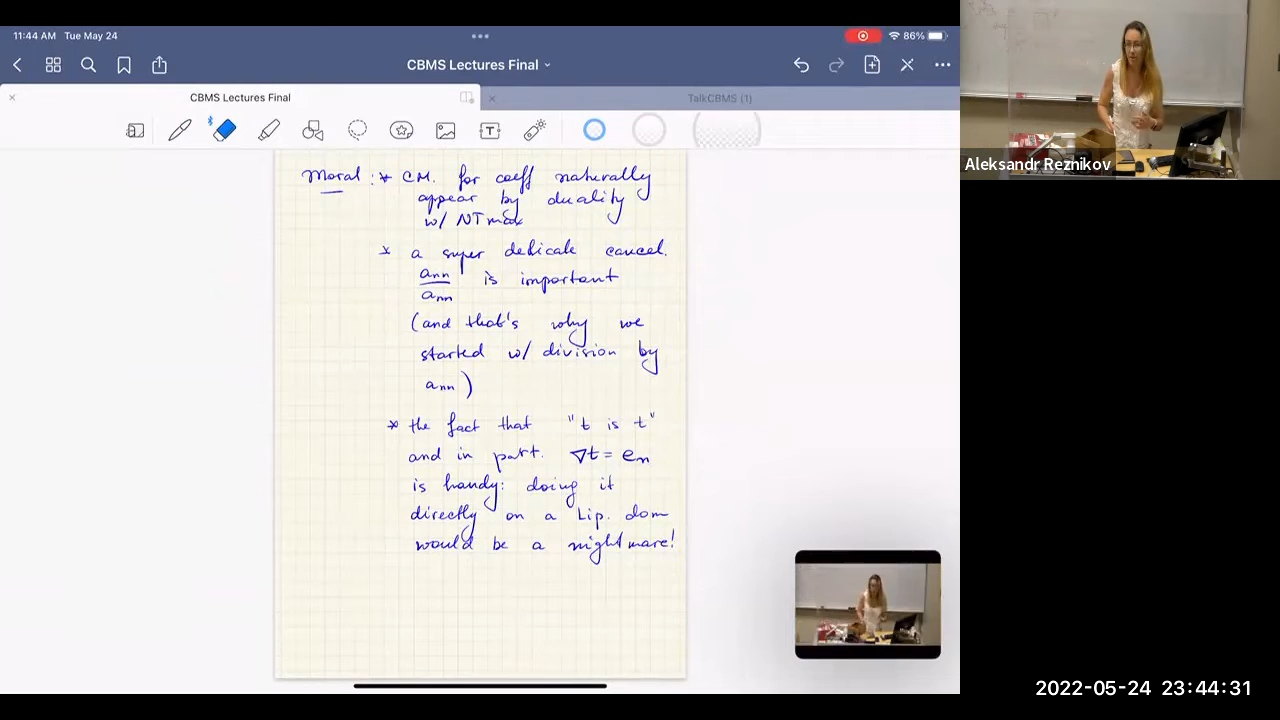 11:44 AM Tue May 24
86%
CBMS Lectures Final
CBMS Lectures Final
TalkCBMS (1)
Moral : * CM. for coeff naturally
appear by duality
w/ NT max
* a super delicate cancel.
ann
ann
is important
(and that's why we
started w/ division by
ann)
* the fact that "t is t"
and in part. ∇t = en
is handy: doing it
directly on a Lip. dom
would be a nightmare!
Aleksandr Reznikov
2022-05-24 23:44:31